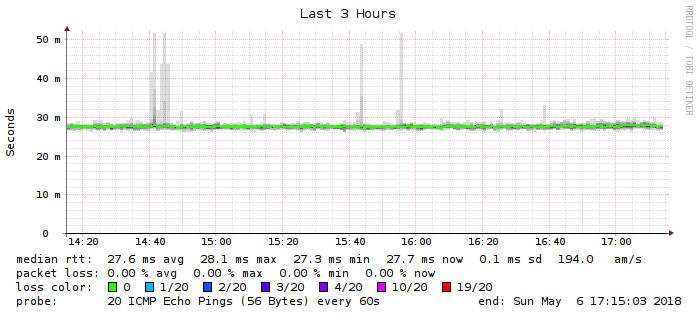 Last 3 Hours
RRDTOOL / TOBI OETIKER
Seconds
50 m
40 m
30 m
20 m
10 m
0
14:20 14:40 15:00 15:20 15:40 16:00 16:20 16:40 17:00
median rtt: 27.6 ms avg 28.1 ms max 27.3 ms min 27.7 ms now 0.1 ms sd 194.0 am/s
packet loss: 0.00 % avg 0.00 % max 0.00 % min 0.00 % now
loss color: 0 1/20 2/20 3/20 4/20 10/20 19/20
probe: 20 ICMP Echo Pings (56 Bytes) every 60s end: Sun May 6 17:15:03 2018